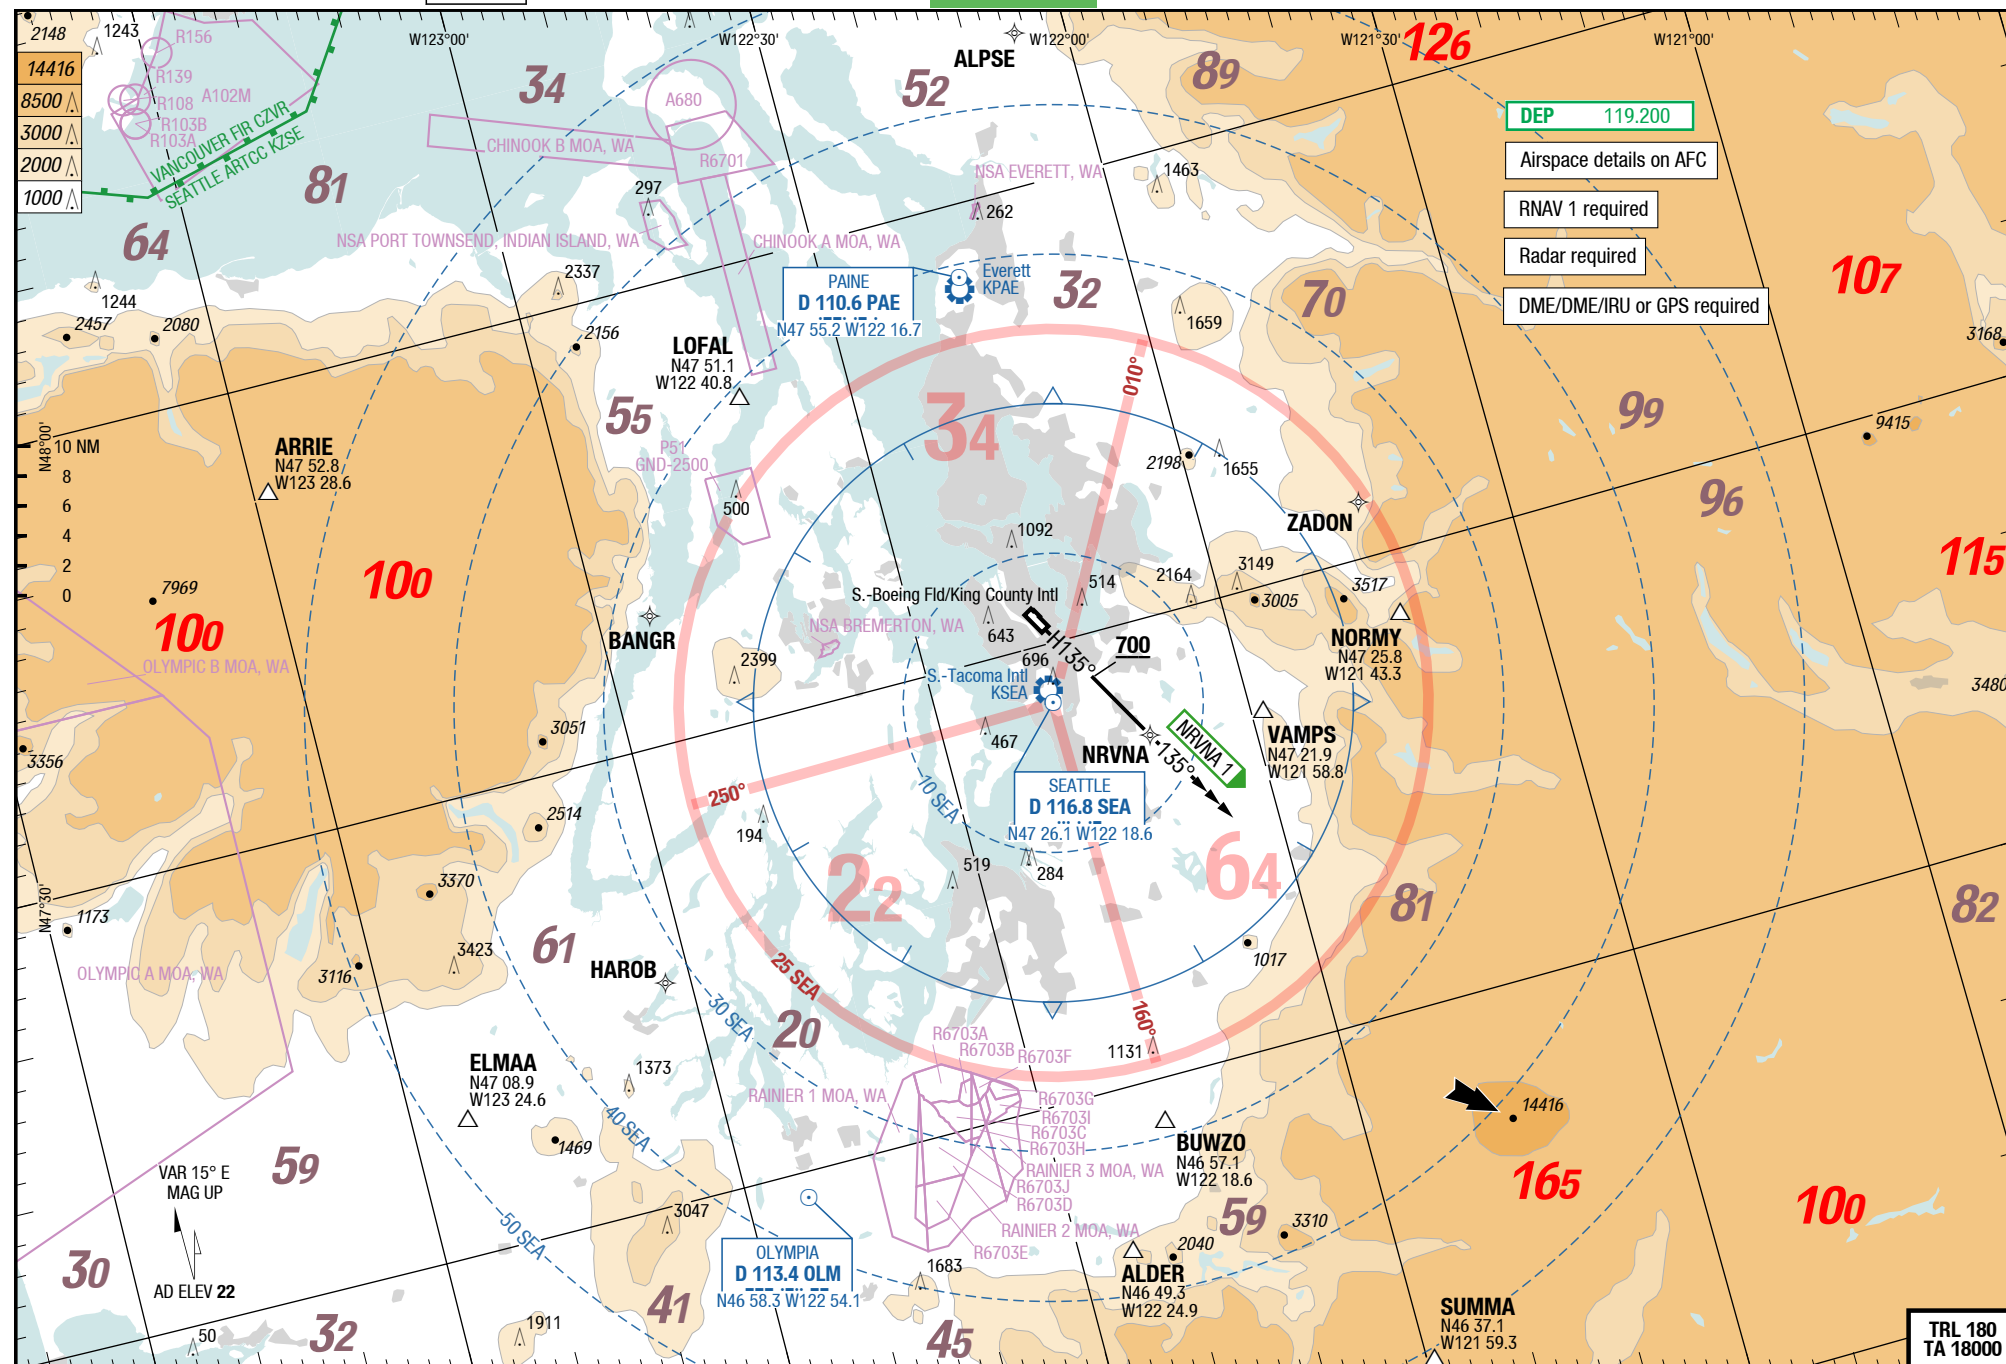 2148
14416
8500
3000
2000
1000
1243
R156
R139
R108
A102M
R103B
R103A
VANCOUVER FIR CZVR
SEATTLE ARTCC KZSE
W123°00'
W122°30'
W122°00'
W121°30'
W121°00'
ALPSE
34
52
89
126
81
64
A680
CHINOOK B MOA, WA
R6701
297
NSA PORT TOWNSEND, INDIAN ISLAND, WA
CHINOOK A MOA, WA
NSA EVERETT, WA
262
1463
DEP 119.200
Airspace details on AFC
RNAV 1 required
Radar required
DME/DME/IRU or GPS required
107
3168
1244
2457
2080
2337
2156
PAINE
D 110.6 PAE
N47 55.2 W122 16.7
Everett
KPAE
32
1659
70
LOFAL
N47 51.1
W122 40.8
010°
55
34
99
9415
N48°00'
10 NM
8
6
4
2
0
ARRIE
N47 52.8
W123 28.6
P51
GND-2500
500
2198
1655
96
ZADON
1092
115
7969
100
100
S.-Boeing Fld/King County Intl
514
2164
3149
3005
3517
BANGR
NSA BREMERTON, WA
643
H135°
700
NORMY
N47 25.8
W121 43.3
OLYMPIC B MOA, WA
2399
696
S.-Tacoma Intl
KSEA
3480
3051
3356
467
NRVNA
135°
NRVNA 1
VAMPS
N47 21.9
W121 58.8
250°
10 SEA
SEATTLE
D 116.8 SEA
N47 26.1 W122 18.6
2514
194
519
284
22
64
81
82
3370
N47°30'
1173
3423
61
3116
OLYMPIC A MOA, WA
HAROB
25 SEA
1017
30 SEA
20
160°
1131
R6703A
R6703B
R6703F
ELMAA
N47 08.9
W123 24.6
1373
RAINIER 1 MOA, WA
R6703G
R6703I
R6703C
R6703H
RAINIER 3 MOA, WA
R6703J
R6703D
RAINIER 2 MOA, WA
R6703E
14416
40 SEA
1469
BUWZO
N46 57.1
W122 18.6
59
VAR 15° E
MAG UP
165
100
50 SEA
3047
59
3310
2040
30
AD ELEV 22
OLYMPIA
D 113.4 OLM
N46 58.3 W122 54.1
1683
ALDER
N46 49.3
W122 24.9
41
1911
50
32
45
SUMMA
N46 37.1
W121 59.3
TRL 180
TA 18000